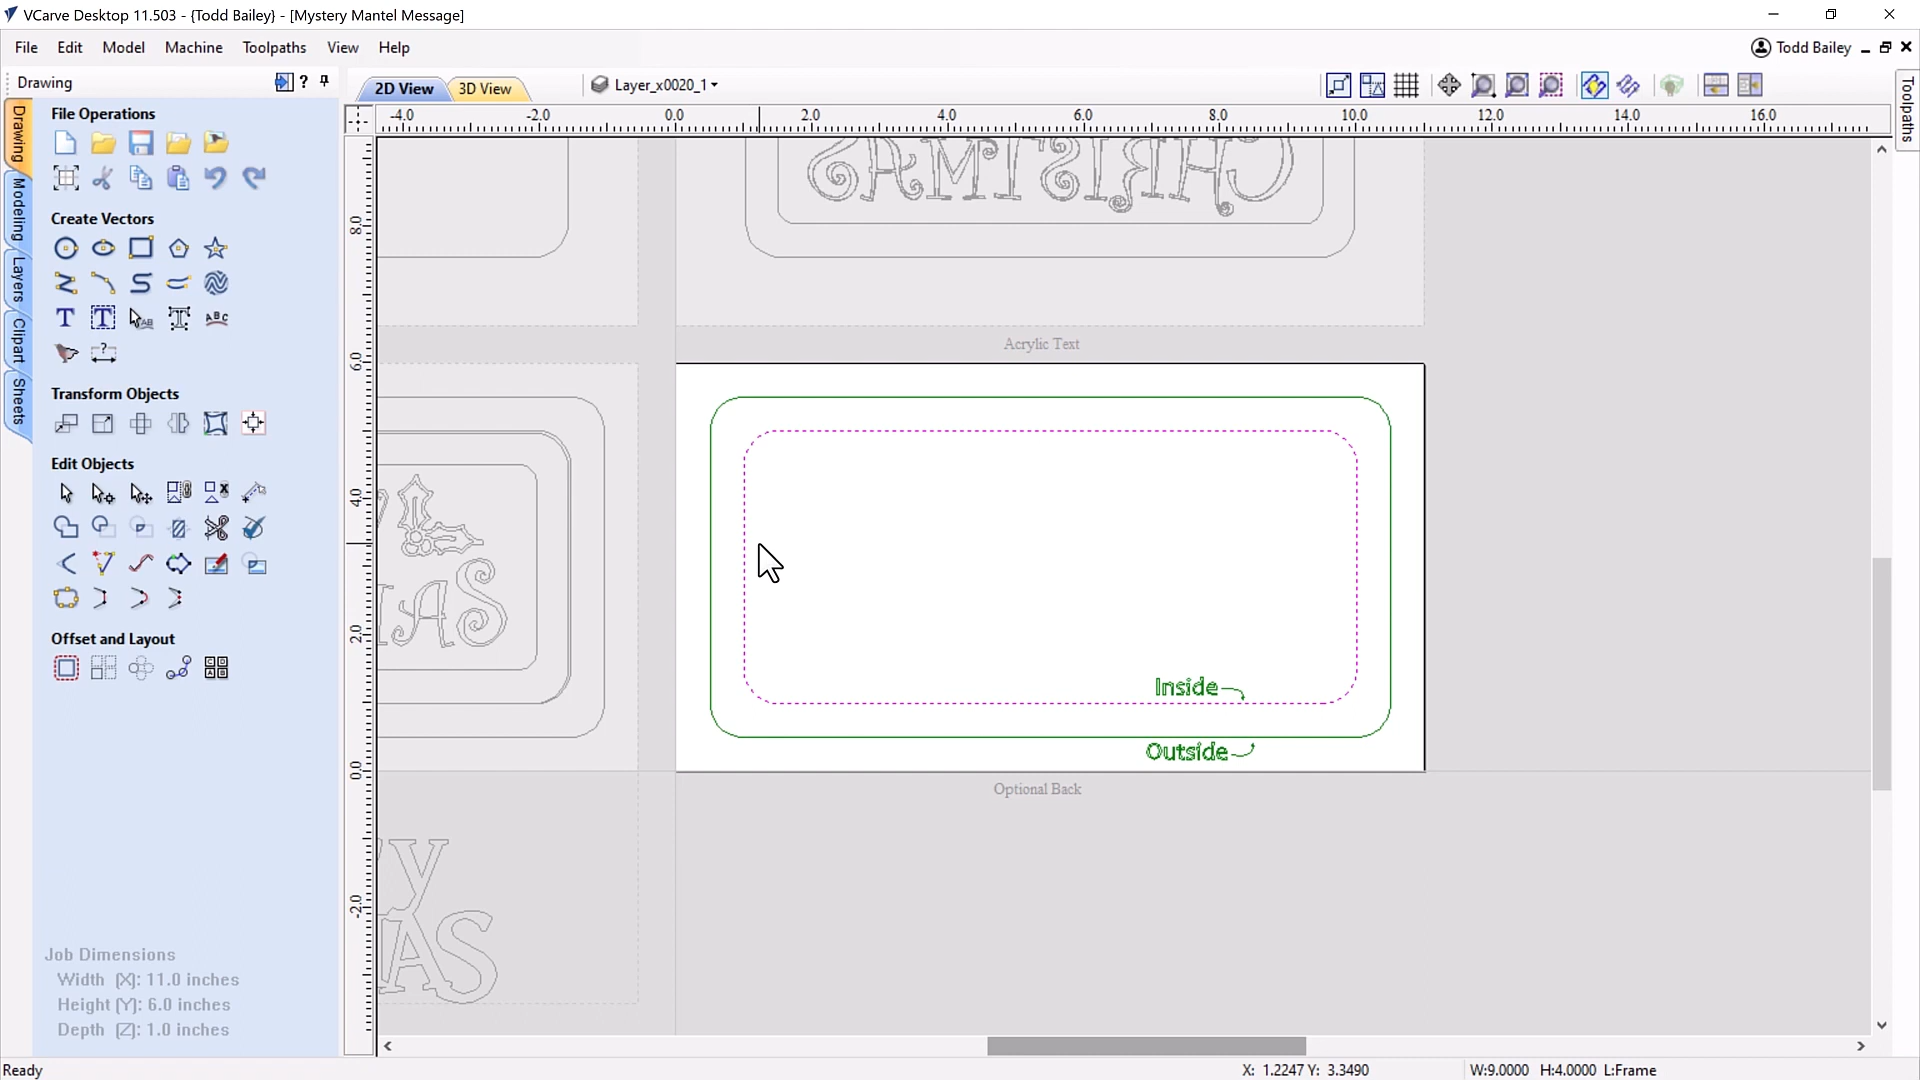 VCarve Desktop 11.503 - {Todd Bailey} - [Mystery Mantel Message]
File Edit Model Machine Toolpaths View Help
Todd Bailey
Drawing
2D View 3D View Layer_x0020_1
Toolpaths
Drawing
Modeling
Layers
Clipart
Sheets
File Operations
Create Vectors
Transform Objects
Edit Objects
Offset and Layout
-4.0 -2.0 0.0 2.0 4.0 6.0 8.0 10.0 12.0 14.0 16.0
8.0
6.0
4.0
2.0
0.0
-2.0
CHRISTMAS
Acrylic Text
Inside
Outside
Optional Back
Y
AS
Y
AS
Job Dimensions
Width (X): 11.0 inches
Height (Y): 6.0 inches
Depth (Z): 1.0 inches
Ready
X: 1.2247 Y: 3.3490
W:9.0000 H:4.0000 L:Frame